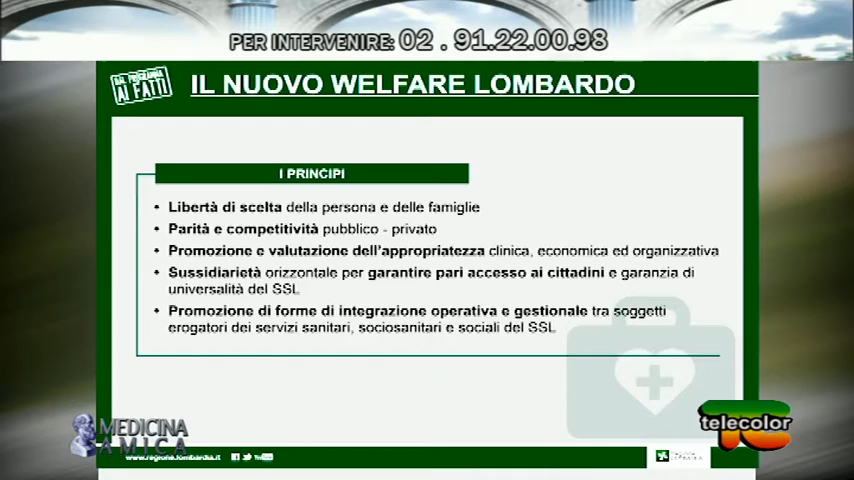 PER INTERVENIRE: 02 . 91.22.00.98
DAL PROGRAMMA
AI FATTI
IL NUOVO WELFARE LOMBARDO
I PRINCIPI
• Libertà di scelta della persona e delle famiglie
• Parità e competitività pubblico - privato
• Promozione e valutazione dell'appropriatezza clinica, economica ed organizzativa
• Sussidiarietà orizzontale per garantire pari accesso ai cittadini e garanzia di
universalità del SSL
• Promozione di forme di integrazione operativa e gestionale tra soggetti
erogatori dei servizi sanitari, sociosanitari e sociali del SSL
MEDICINA
AMICA
telecolor
www.regione.lombardia.it